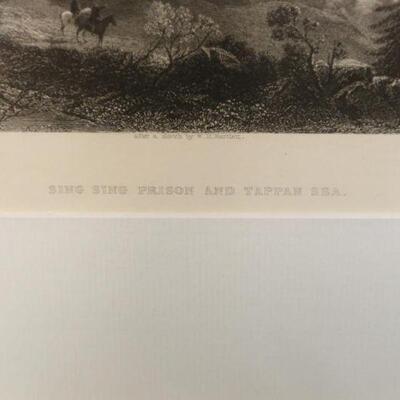 after a sketch by W. H. Bartlett.
SING SING PRISON AND TAPPAN SEA.